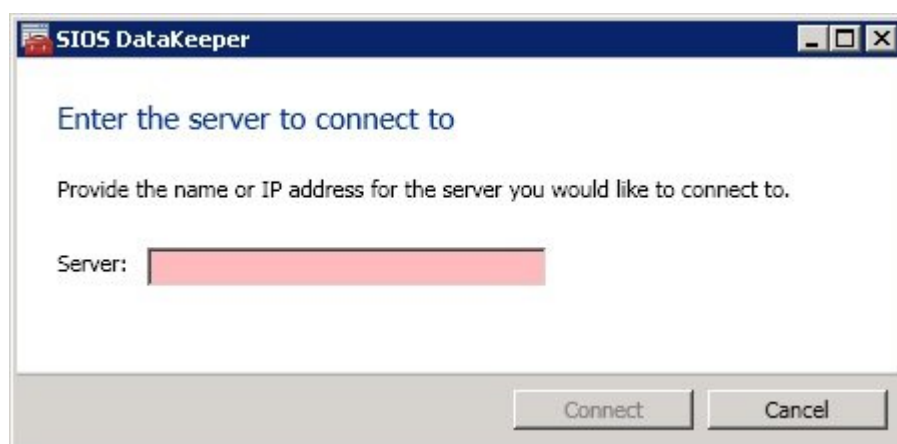 SIOS DataKeeper
Enter the server to connect to
Provide the name or IP address for the server you would like to connect to.
Server:
Connect
Cancel